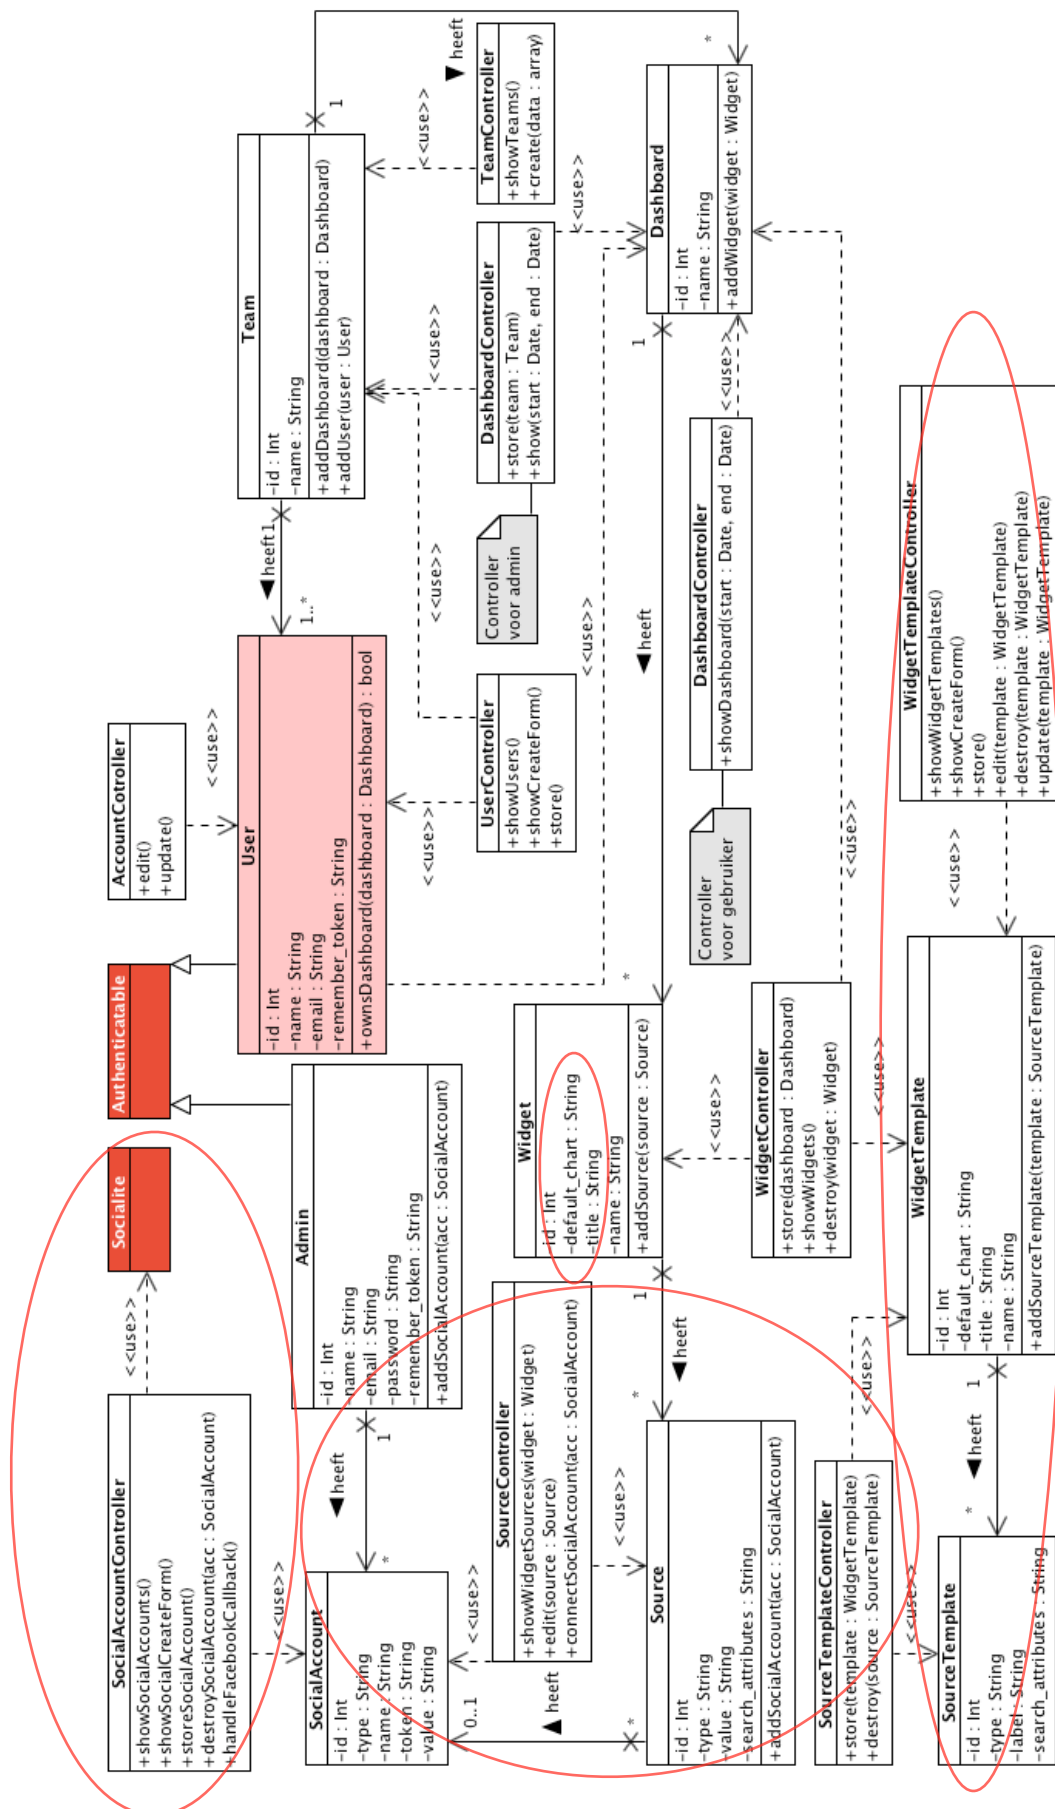 SocialAccountController
+showSocialAccounts()
+showSocialCreateForm()
+storeSocialAccount()
+destroySocialAccount(acc : SocialAccount)
+handleFacebookCallback()
<<use>>
Socialite
Authenticatable
AccountCotroller
+edit()
+update()
<<use>>
<<use>>
SocialAccount
-id : Int
-type : String
-name : String
-token : String
-value : String
◀heeft
*
1
Admin
-id : Int
-name : String
-email : String
-password : String
-remember_token : String
+addSocialAccount(acc : SocialAccount)
User
-id : Int
-name : String
-email : String
-remember_token : String
+ownsDashboard(dashboard : Dashboard) : bool
◀heeft
1
1..*
Team
-id : Int
-name : String
+addDashboard(dashboard : Dashboard)
+addUser(user : User)
1
▼ heeft
*
<<use>>
<<use>>
<<use>>
<<use>>
0..1
▲ heeft
*
<<use>>
SourceController
+showWidgetSources(widget : Widget)
+edit(source : Source)
+connectSocialAccount(acc : SocialAccount)
<<use>>
UserController
+showUsers()
+showCreateForm()
+store()
Controller
voor admin
DashboardController
+store(team : Team)
+show(start : Date, end : Date)
TeamController
+showTeams()
+create(data : array)
<<use>>
<<use>>
Widget
-id : Int
-default_chart : String
-title : String
-name : String
+addSource(source : Source)
*
◀heeft
1
Dashboard
-id : Int
-name : String
+addWidget(widget : Widget)
Source
-id : Int
-type : String
-value : String
-search_attributes : String
+addSocialAccount(acc : SocialAccount)
*
◀heeft
1
<<use>>
Controller
voor gebruiker
DashboardController
+showDashboard(start : Date, end : Date)
<<use>>
WidgetController
+store(dashboard : Dashboard)
+showWidgets()
+destroy(widget : Widget)
<<use>>
<<use>>
SourceTemplateController
+store(template : WidgetTemplate)
+destroy(source : SourceTemplate)
<<use>>
<<use>>
SourceTemplate
-id : Int
-type : String
-label : String
-search_attributes : String
*
◀heeft
1
WidgetTemplate
-id : Int
-default_chart : String
-title : String
-name : String
+addSourceTemplate(template : SourceTemplate)
<<use>>
WidgetTemplateController
+showWidgetTemplates()
+showCreateForm()
+store()
+edit(template : WidgetTemplate)
+destroy(template : WidgetTemplate)
+update(template : WidgetTemplate)